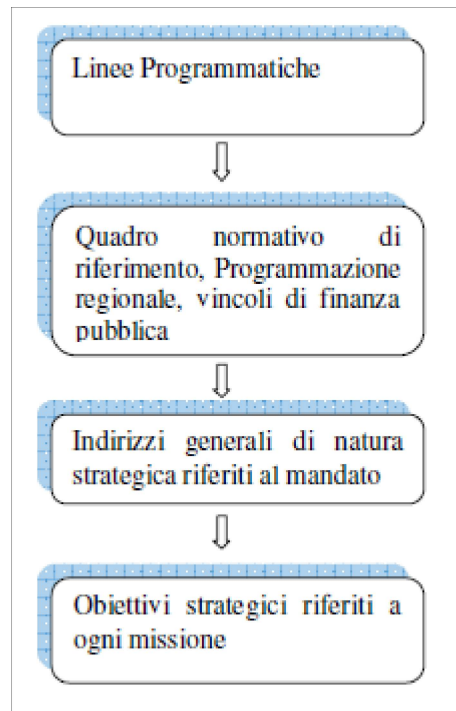 Linee Programmatiche
Quadro normativo di
riferimento, Programmazione
regionale, vincoli di finanza
pubblica
Indirizzi generali di natura
strategica riferiti al mandato
Obiettivi strategici riferiti a
ogni missione